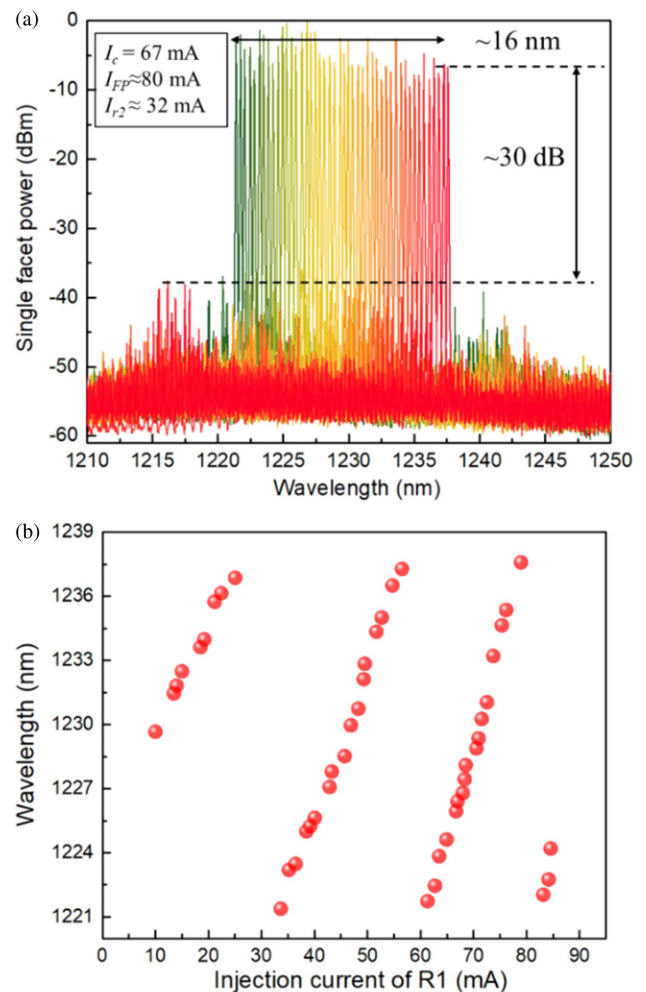 (a)
0
-10
-20
-30
-40
-50
-60
Single facet power (dBm)
I_c = 67 mA
I_FP≈80 mA
I_r2≈ 32 mA
~16 nm
~30 dB
1210 1215 1220 1225 1230 1235 1240 1245 1250
Wavelength (nm)
(b)
1239
1236
1233
1230
1227
1224
1221
Wavelength (nm)
0 10 20 30 40 50 60 70 80 90
Injection current of R1 (mA)